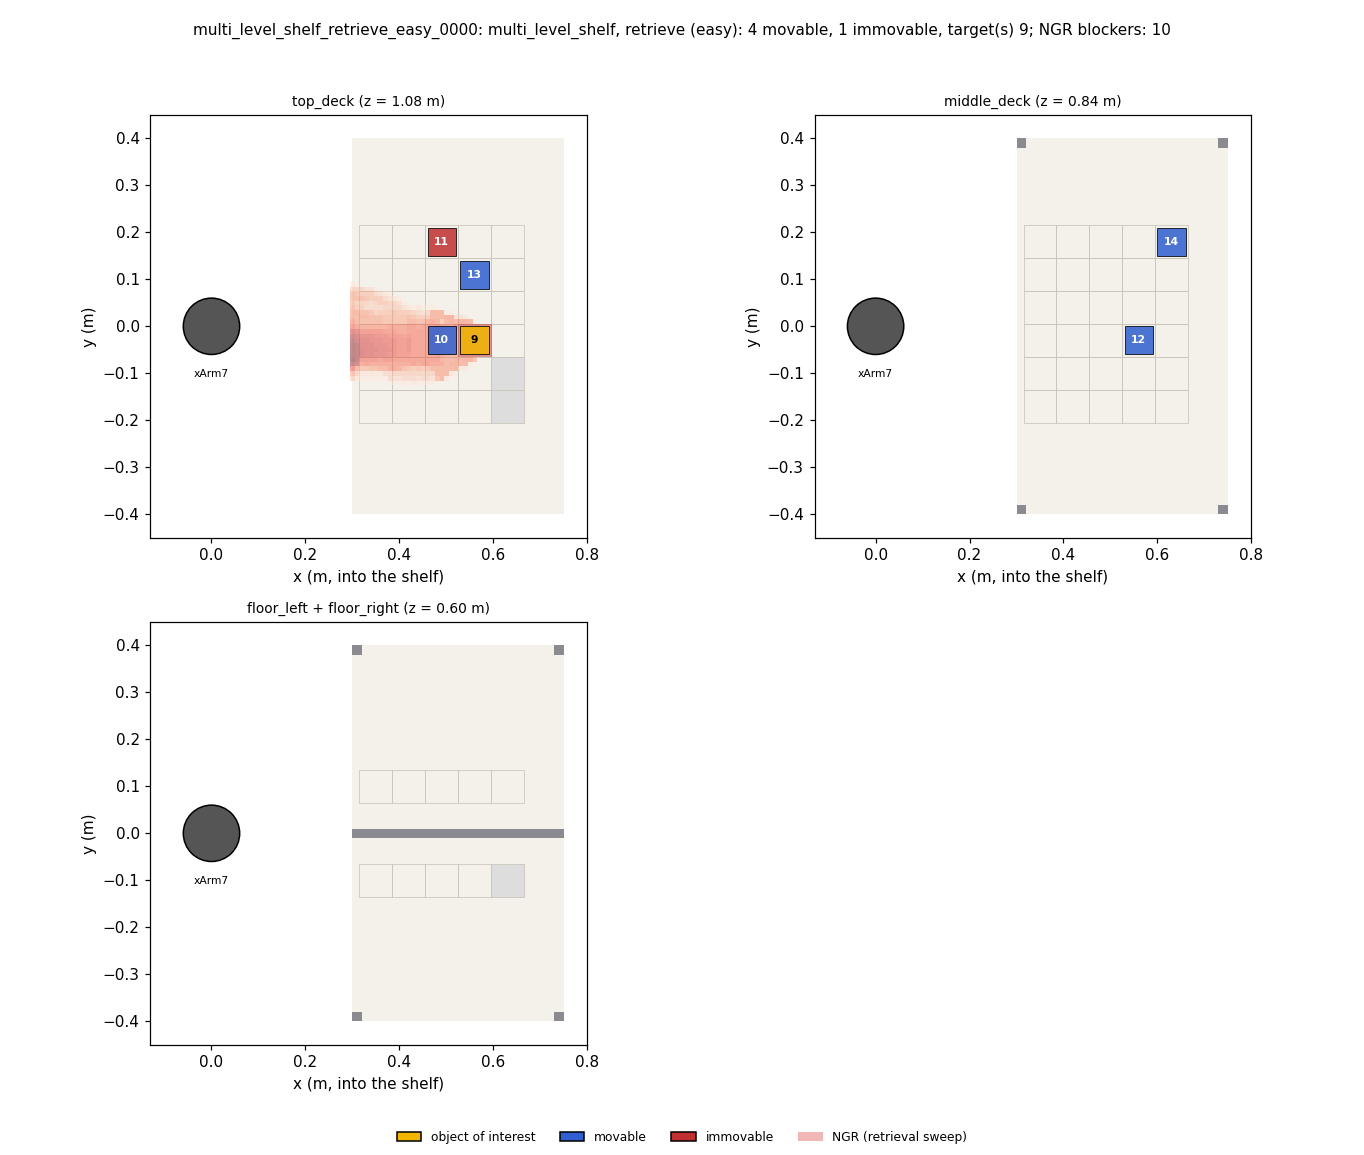 multi_level_shelf_retrieve_easy_0000: multi_level_shelf, retrieve (easy): 4 movable, 1 immovable, target(s) 9; NGR blockers: 10
top_deck (z = 1.08 m)
0.4
0.3
0.2
0.1
0.0
−0.1
−0.2
−0.3
−0.4
y (m)
11
13
10
9
xArm7
0.0
0.2
0.4
0.6
0.8
x (m, into the shelf)
middle_deck (z = 0.84 m)
0.4
0.3
0.2
0.1
0.0
−0.1
−0.2
−0.3
−0.4
y (m)
14
12
xArm7
0.0
0.2
0.4
0.6
0.8
x (m, into the shelf)
floor_left + floor_right (z = 0.60 m)
0.4
0.3
0.2
0.1
0.0
−0.1
−0.2
−0.3
−0.4
y (m)
xArm7
0.0
0.2
0.4
0.6
0.8
x (m, into the shelf)
object of interest
movable
immovable
NGR (retrieval sweep)